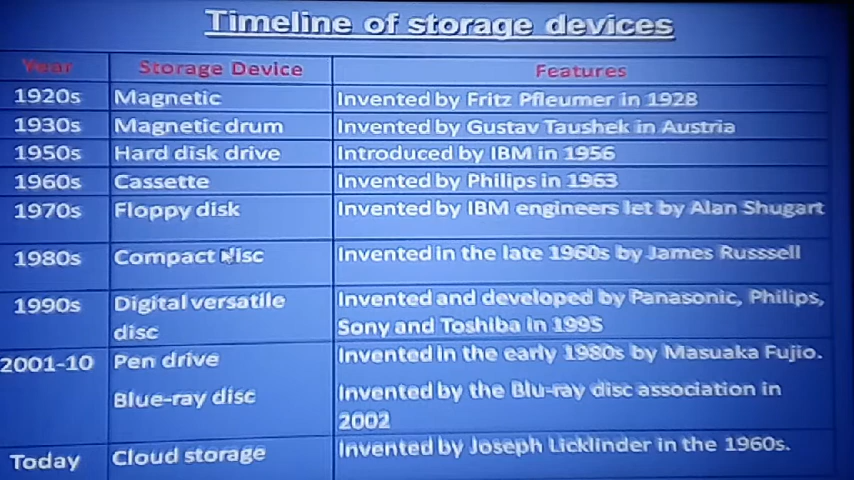 Timeline of storage devices
Year Storage Device Features
1920s Magnetic Invented by Fritz Pfleumer in 1928
1930s Magnetic drum Invented by Gustav Taushek in Austria
1950s Hard disk drive Introduced by IBM in 1956
1960s Cassette Invented by Philips in 1963
1970s Floppy disk Invented by IBM engineers let by Alan Shugart
1980s Compact disc Invented in the late 1960s by James Russsell
1990s Digital versatile Invented and developed by Panasonic, Philips,
disc Sony and Toshiba in 1995
2001-10 Pen drive Invented in the early 1980s by Masuaka Fujio.
Blue-ray disc Invented by the Blu-ray disc association in
2002
Today Cloud storage Invented by Joseph Licklinder in the 1960s.